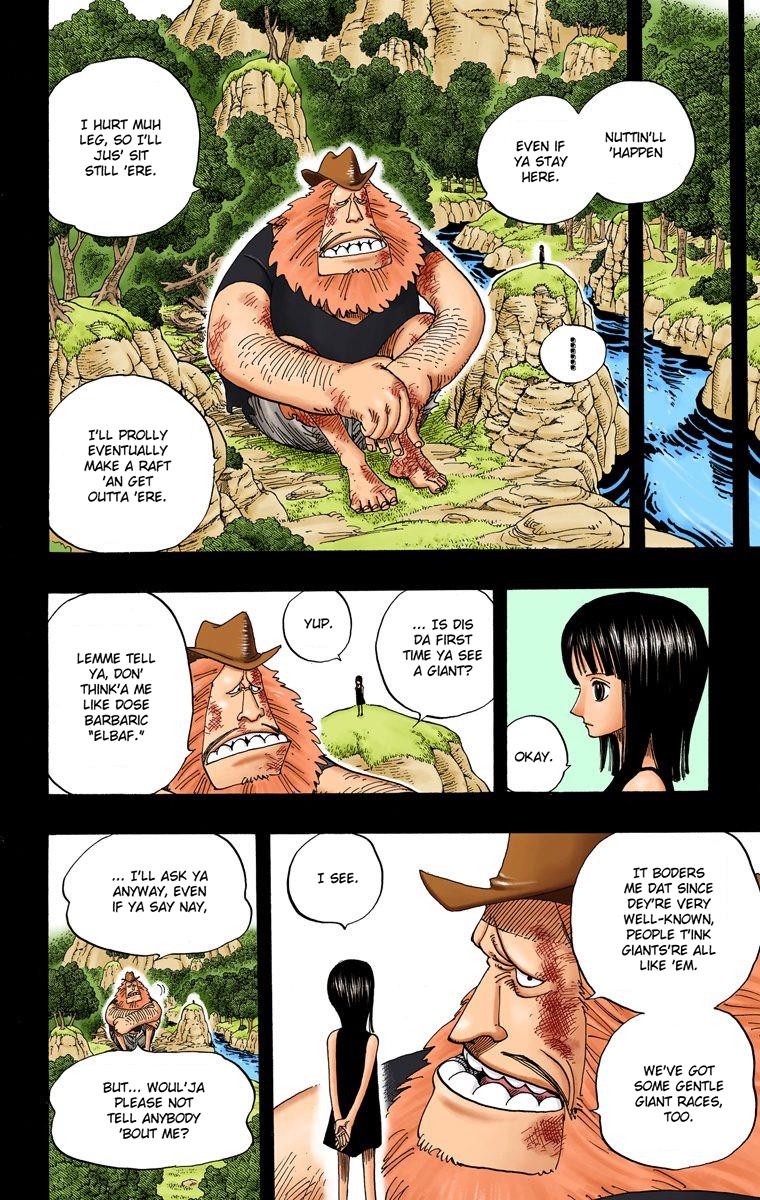 NUTTIN'LL
'HAPPEN
EVEN IF
YA STAY
HERE.
I HURT MUH
LEG, SO I'LL
JUS' SIT
STILL 'ERE.
I'LL PROLLY
EVENTUALLY
MAKE A RAFT
'AN GET
OUTTA 'ERE.
OKAY.
... IS DIS
DA FIRST
TIME YA SEE
A GIANT?
YUP.
LEMME TELL
YA, DON'
THINK'A ME
LIKE DOSE
BARBARIC
"ELBAF."
IT BODERS
ME DAT SINCE
DEY'RE VERY
WELL-KNOWN,
PEOPLE T'INK
GIANTS'RE ALL
LIKE 'EM.
WE'VE GOT
SOME GENTLE
GIANT RACES,
TOO.
I SEE.
... I'LL ASK YA
ANYWAY, EVEN
IF YA SAY NAY,
BUT... WOUL'JA
PLEASE NOT
TELL ANYBODY
'BOUT ME?